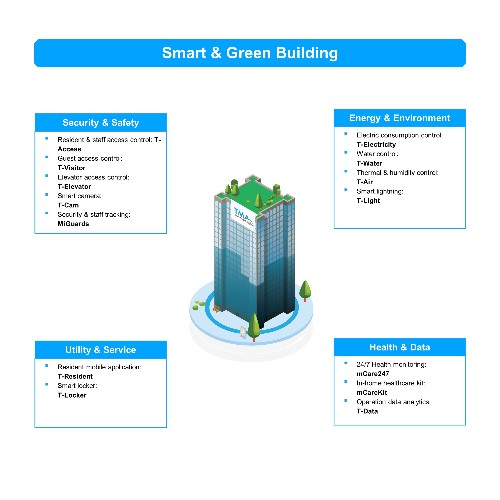 Smart & Green Building
Security & Safety
Resident & staff access control: T-
Access
Guest access control:
T-Visitor
Elevator access control:
T-Elevator
Smart camera:
T-Cam
Security & staff tracking:
MiGuards
Energy & Environment
Electric consumption control:
T-Electricity
Water control:
T-Water
Thermal & humidity control:
T-Air
Smart lightning:
T-Light
TMA
Utility & Service
Resident mobile application:
T-Resident
Smart locker:
T-Locker
Health & Data
24/7 Health monitoring:
mCare247
In-home healthcare kit:
mCareKit
Operation data analytics:
T-Data